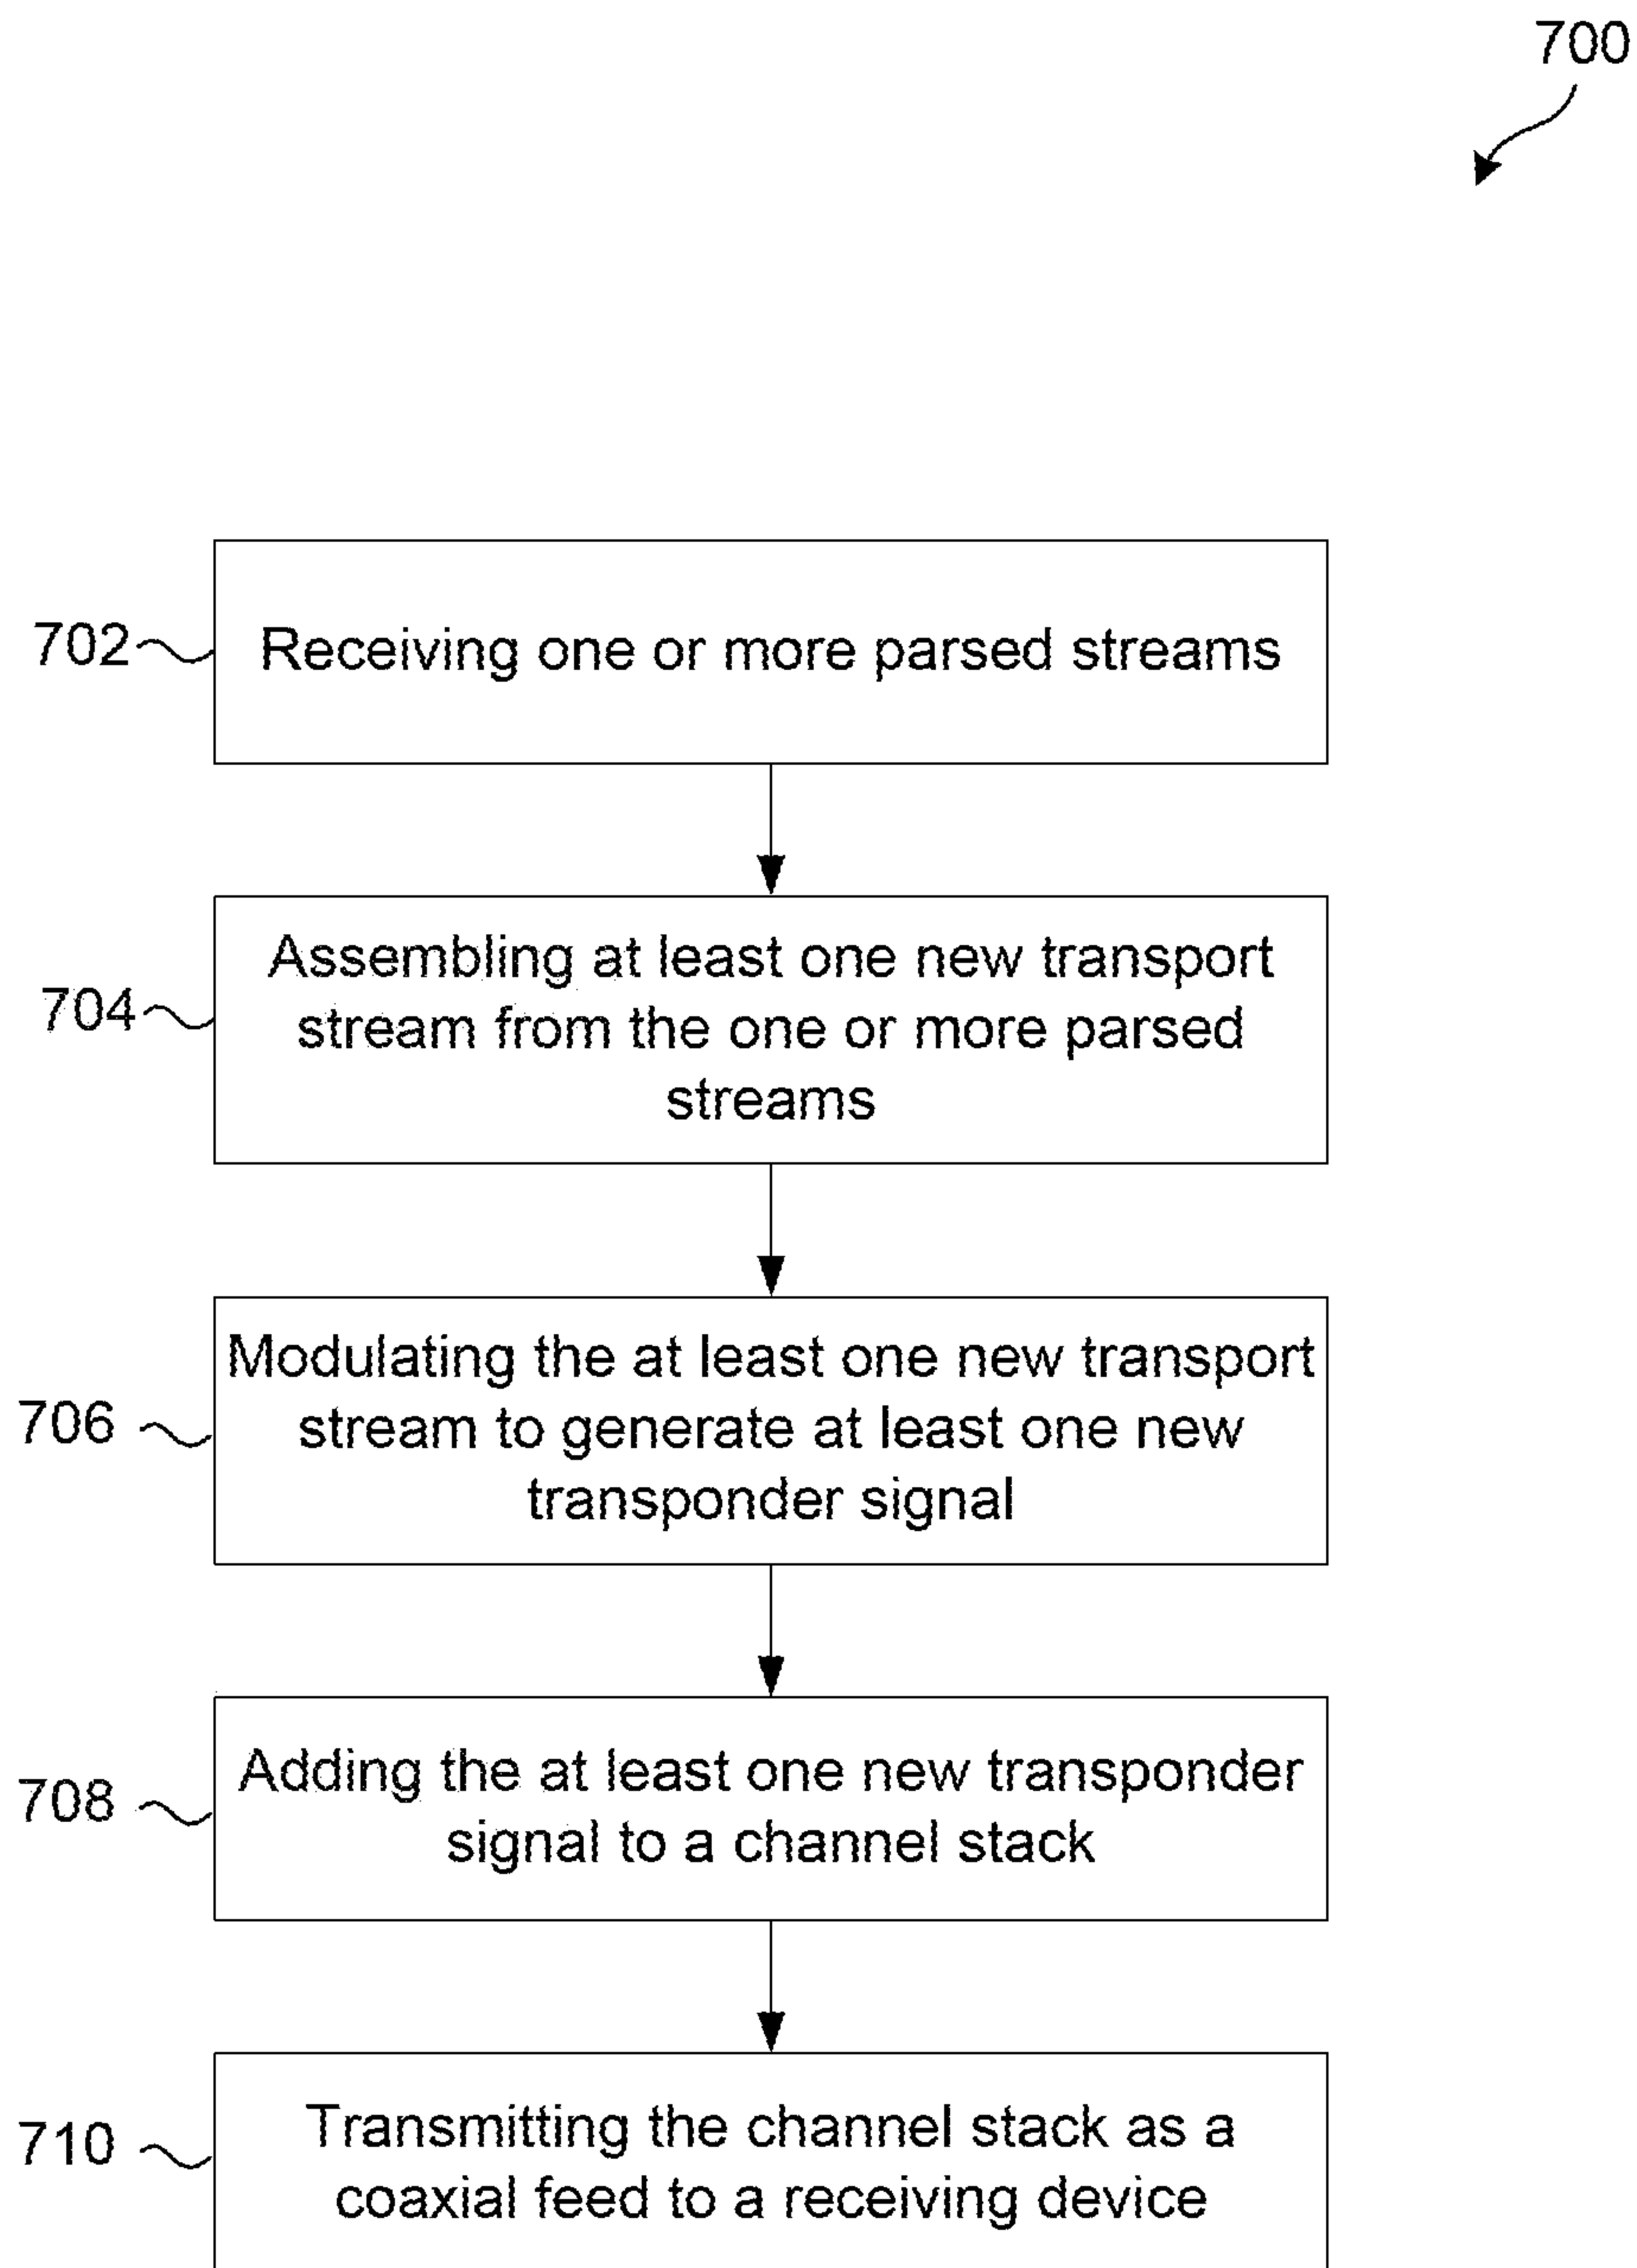 700
702
Receiving one or more parsed streams
704
Assembling at least one new transport
stream from the one or more parsed
streams
706
Modulating the at least one new transport
stream to generate at least one new
transponder signal
708
Adding the at least one new transponder
signal to a channel stack
710
Transmitting the channel stack as a
coaxial feed to a receiving device